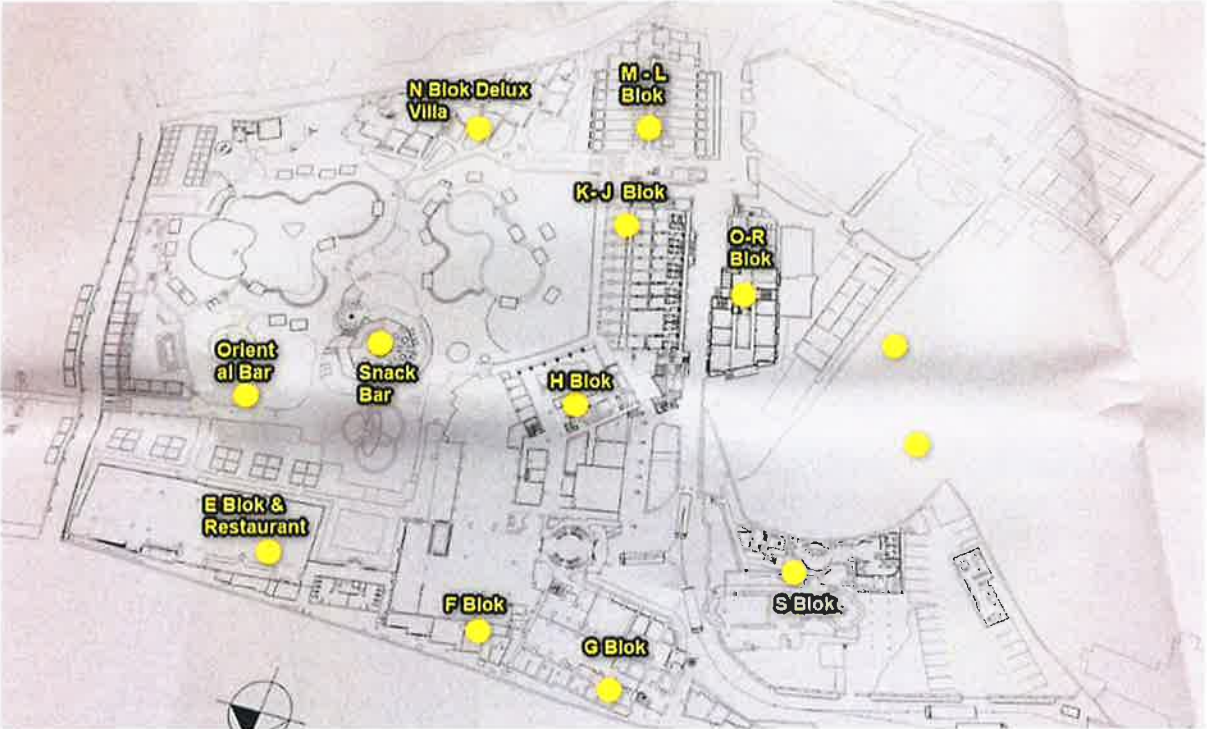 N Blok Delux
Villa
M - L
Blok
K- J Blok
O-R
Blok
Orient
al Bar
Snack
Bar
H Blok
E Blok &
Restaurant
F Blok
S Blok
G Blok